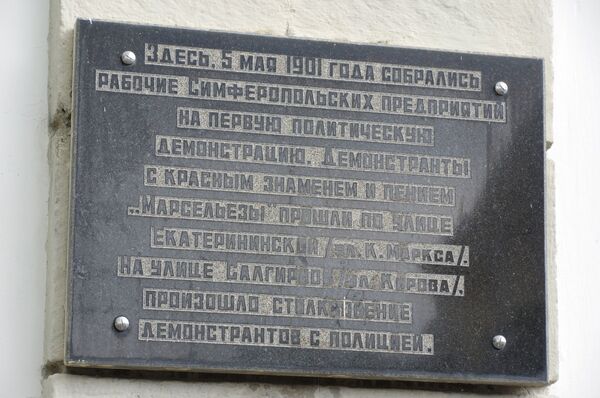 Здесь, 5 мая 1901 года собрались
рабочие Симферопольских предприятий
на первую политическую
демонстрацию. Демонстранты
с красным знаменем и пением
„Марсельезы" прошли по улице
Екатерининской /ул. К. Маркса/.
На улице Салгирно /ул. Кирова/.
произошло столкновение
демонстрантов с полицией.